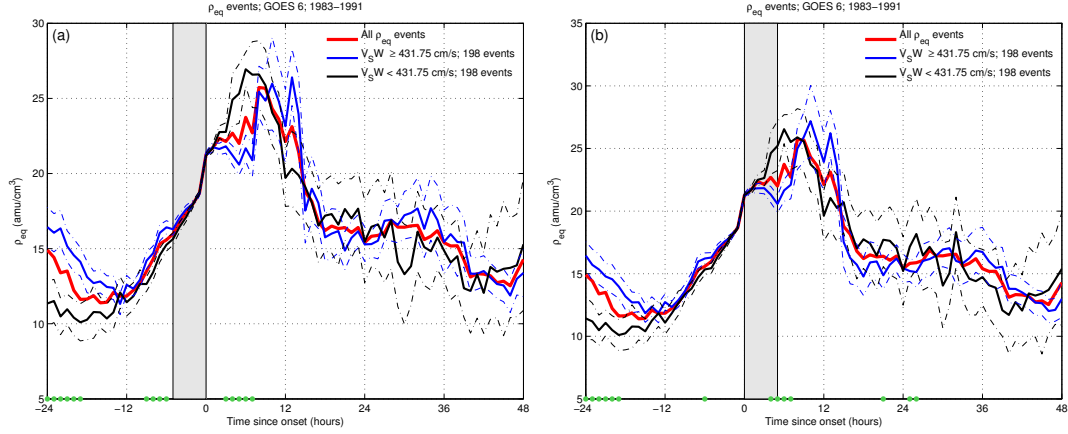 ρeq events; GOES 6; 1983−1991
(a)
All ρeq events
VSW ≥ 431.75 cm/s; 198 events
VSW < 431.75 cm/s; 198 events
ρeq (amu/cm3)
30
25
20
15
10
5
−24 −12 0 12 24 36 48
Time since onset (hours)
ρeq events; GOES 6; 1983−1991
(b)
All ρeq events
VSW ≥ 431.75 cm/s; 198 events
VSW < 431.75 cm/s; 198 events
ρeq (amu/cm3)
35
30
25
20
15
10
5
−24 −12 0 12 24 36 48
Time since onset (hours)